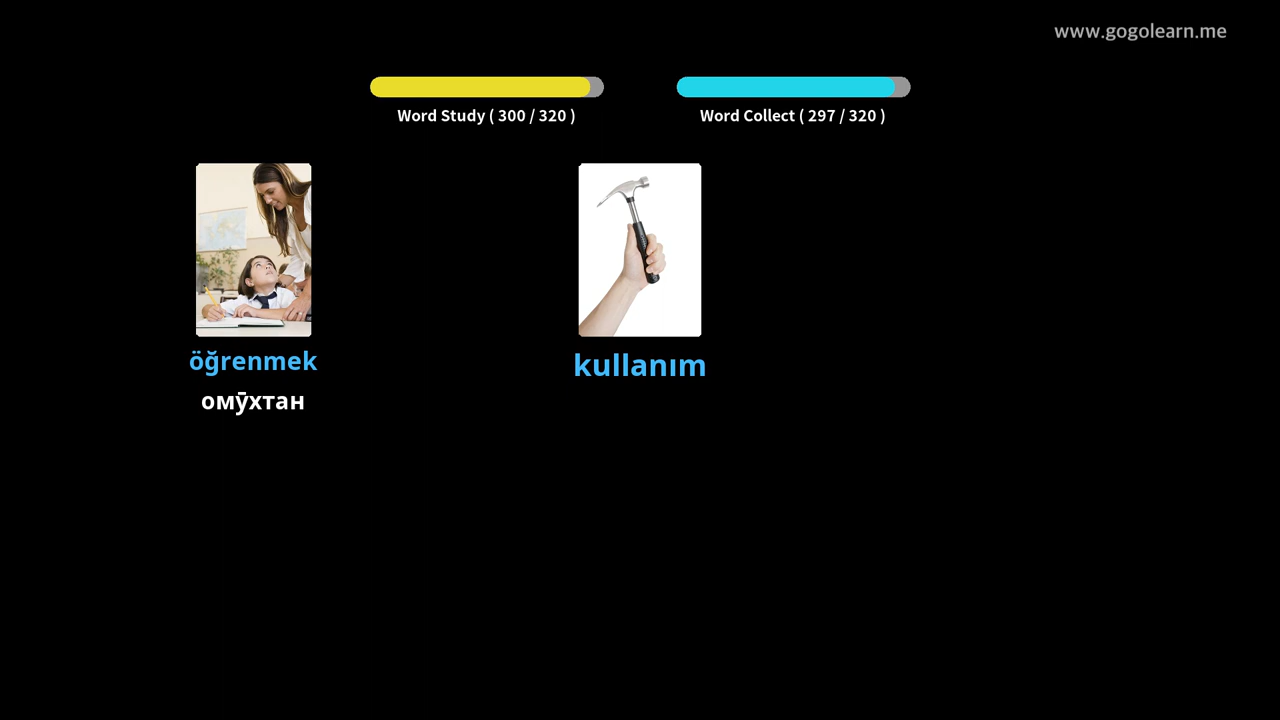 www.gogolearn.me
Word Study ( 300 / 320 )
Word Collect ( 297 / 320 )
öğrenmek
омӯхтан
kullanım